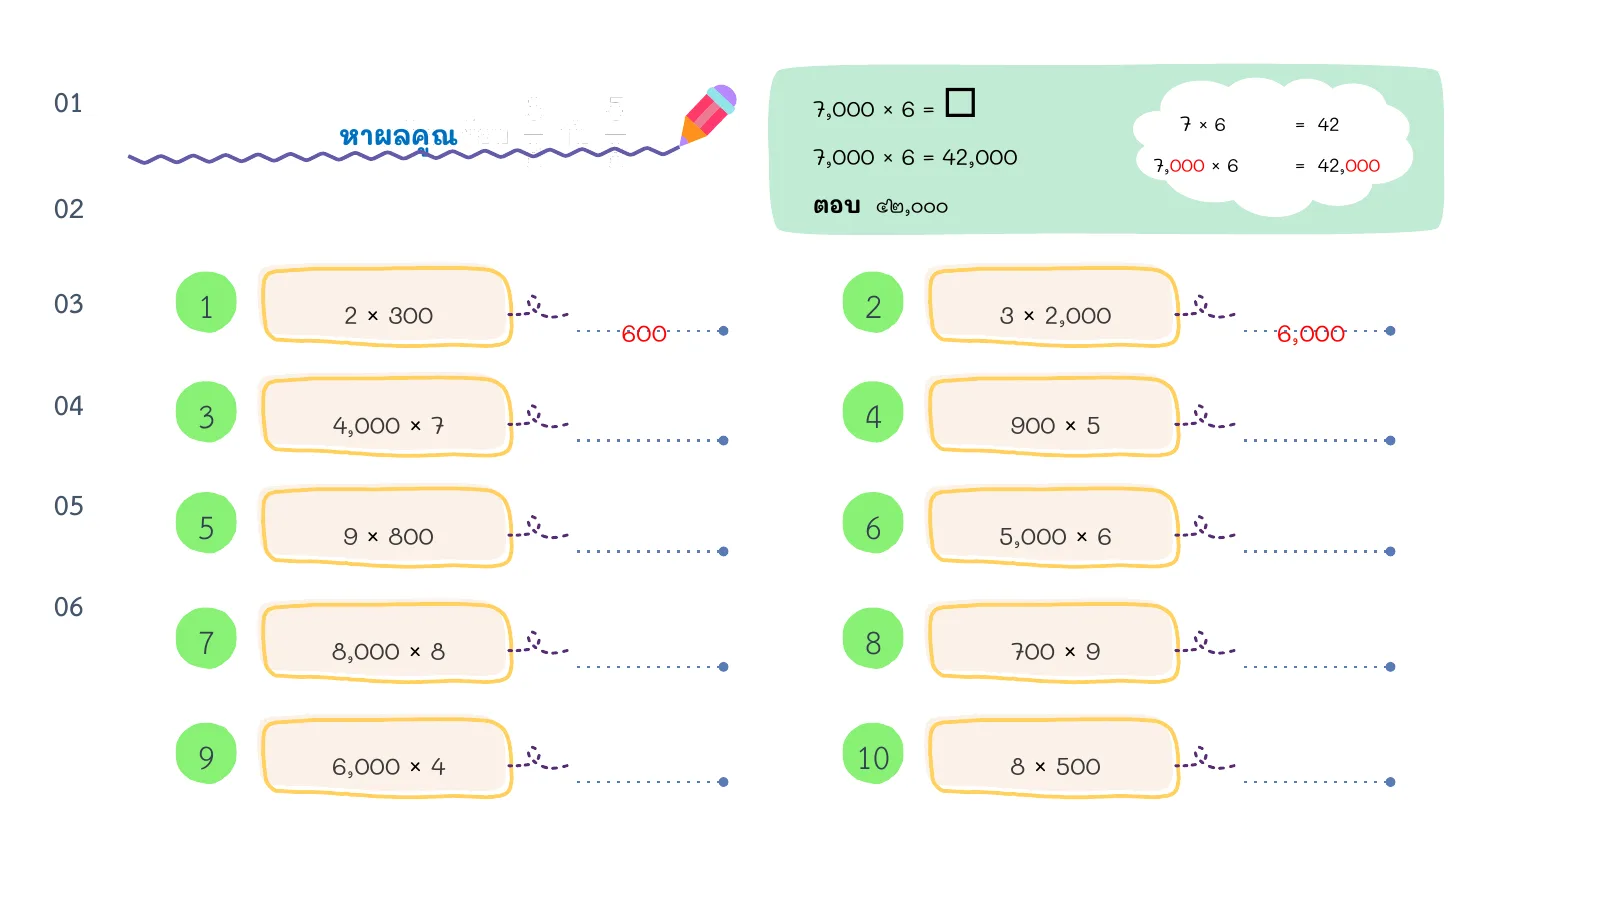 01
02
03
04
05
06
หาผลคูณ
7,000 × 6 = □
7,000 × 6 = 42,000
ตอบ ๔๒,๐๐๐
7 × 6 = 42
7,000 × 6 = 42,000
1 2 × 300 600
2 3 × 2,000 6,000
3 4,000 × 7
4 900 × 5
5 9 × 800
6 5,000 × 6
7 8,000 × 8
8 700 × 9
9 6,000 × 4
10 8 × 500